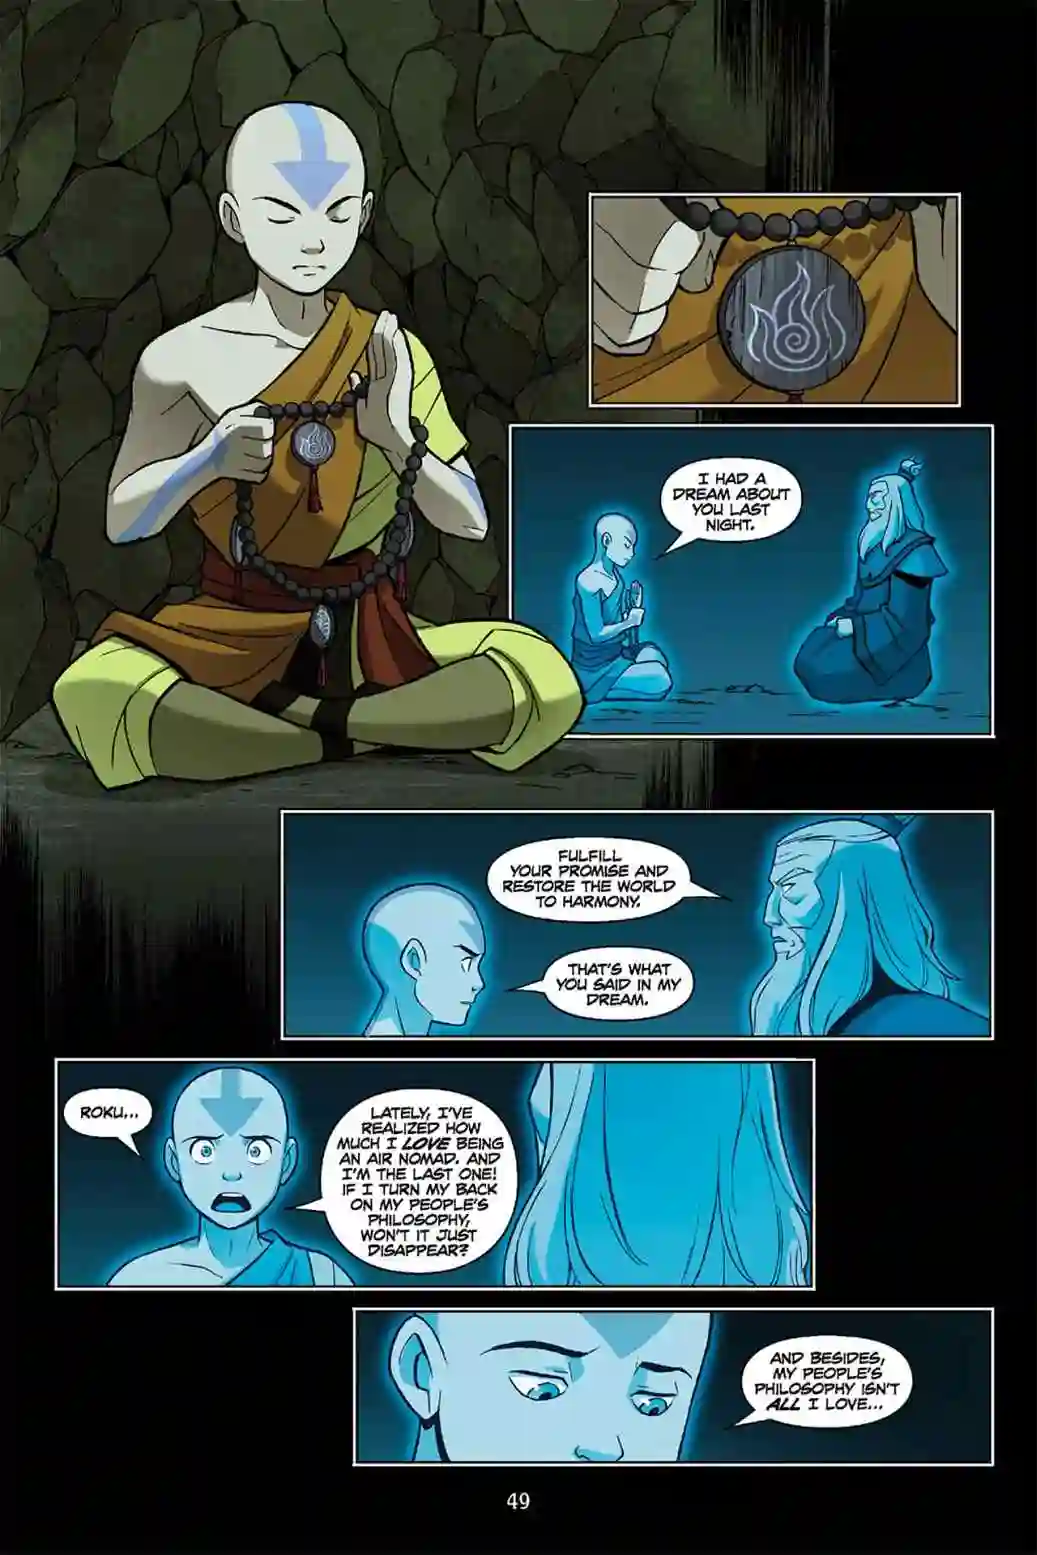 I HAD A
DREAM ABOUT
YOU LAST
NIGHT.
FULFILL
YOUR PROMISE AND
RESTORE THE WORLD
TO HARMONY.
THAT'S WHAT
YOU SAID IN MY
DREAM.
ROKU...
LATELY, I'VE
REALIZED HOW
MUCH I LOVE BEING
AN AIR NOMAD. AND
I'M THE LAST ONE!
IF I TURN MY BACK
ON MY PEOPLE'S
PHILOSOPHY,
WON'T IT JUST
DISAPPEAR?
AND BESIDES,
MY PEOPLE'S
PHILOSOPHY ISN'T
ALL I LOVE...
49